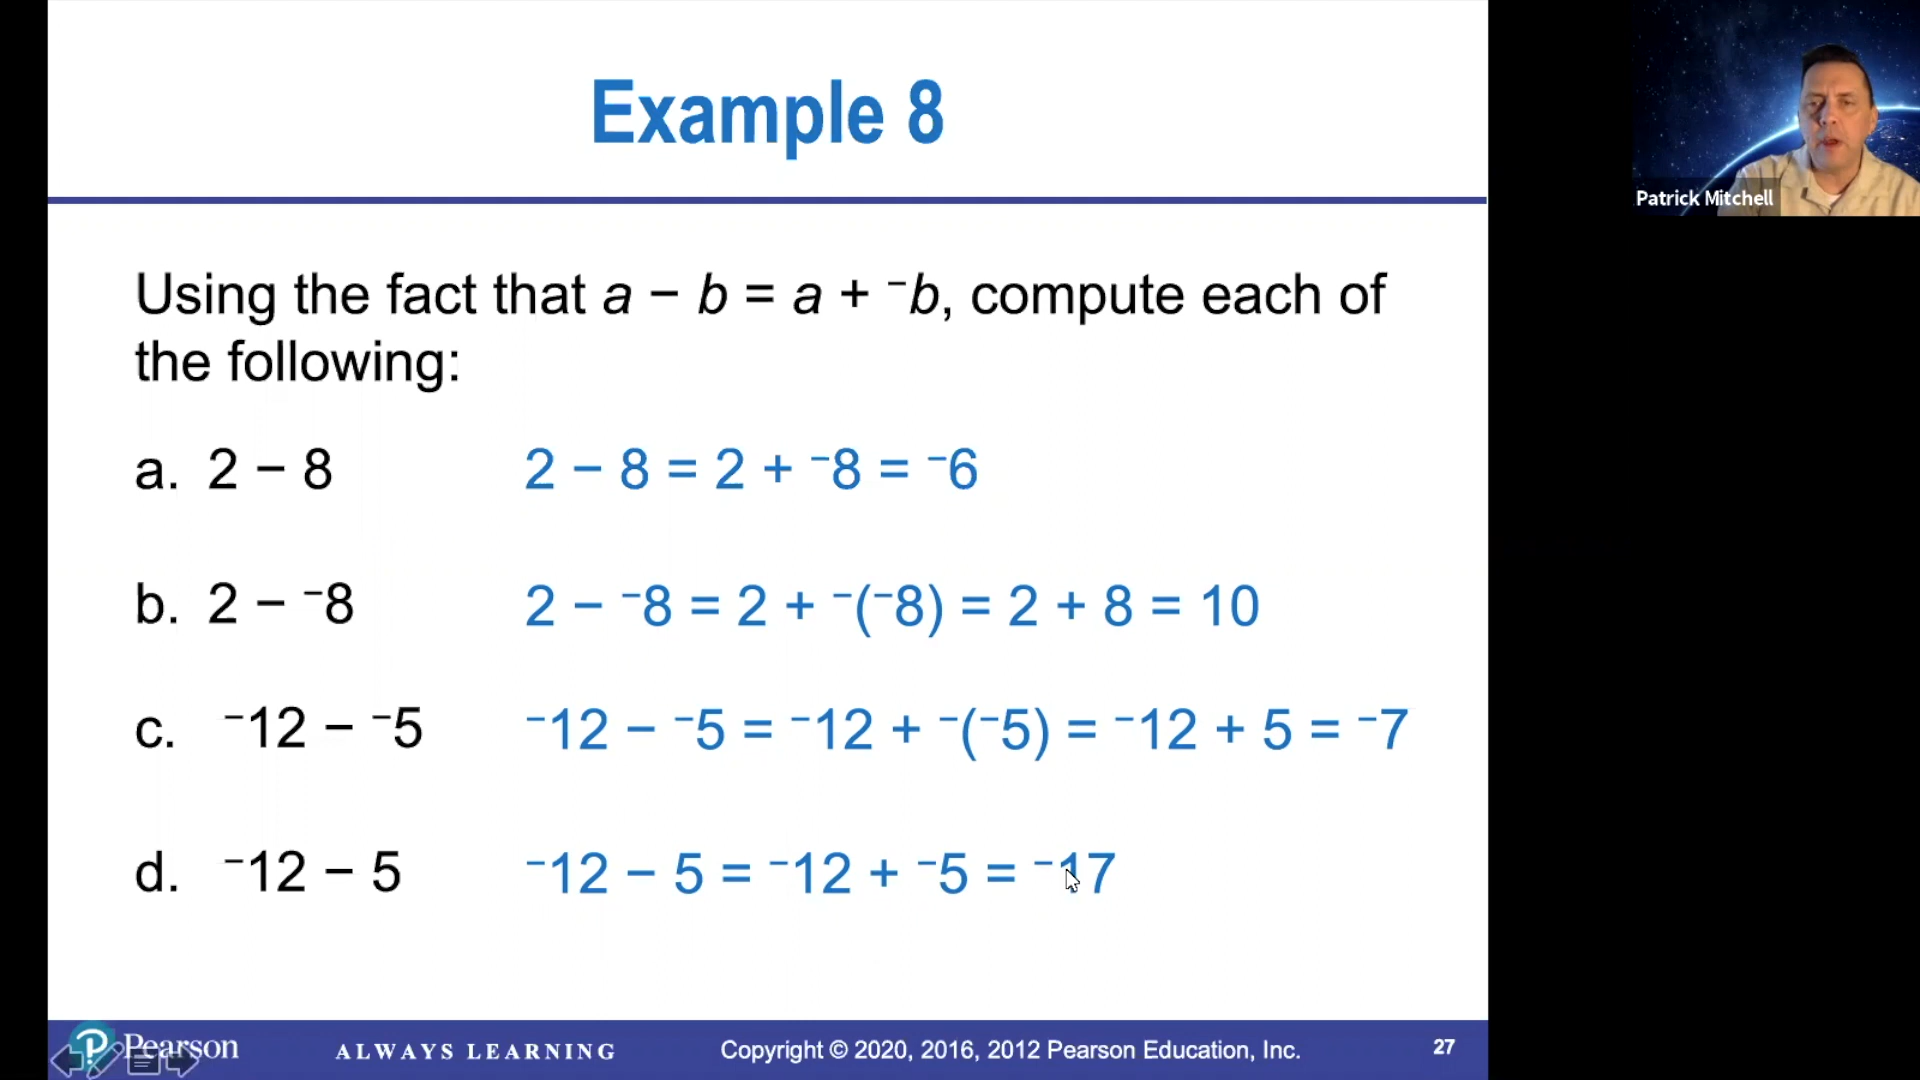 Example 8
Patrick Mitchell
Using the fact that a − b = a + ⁻b, compute each of
the following:
a. 2 − 8 2 − 8 = 2 + ⁻8 = ⁻6
b. 2 − ⁻8 2 − ⁻8 = 2 + ⁻(⁻8) = 2 + 8 = 10
c. ⁻12 − ⁻5 ⁻12 − ⁻5 = ⁻12 + ⁻(⁻5) = ⁻12 + 5 = ⁻7
d. ⁻12 − 5 ⁻12 − 5 = ⁻12 + ⁻5 = ⁻17
Pearson ALWAYS LEARNING Copyright © 2020, 2016, 2012 Pearson Education, Inc. 27